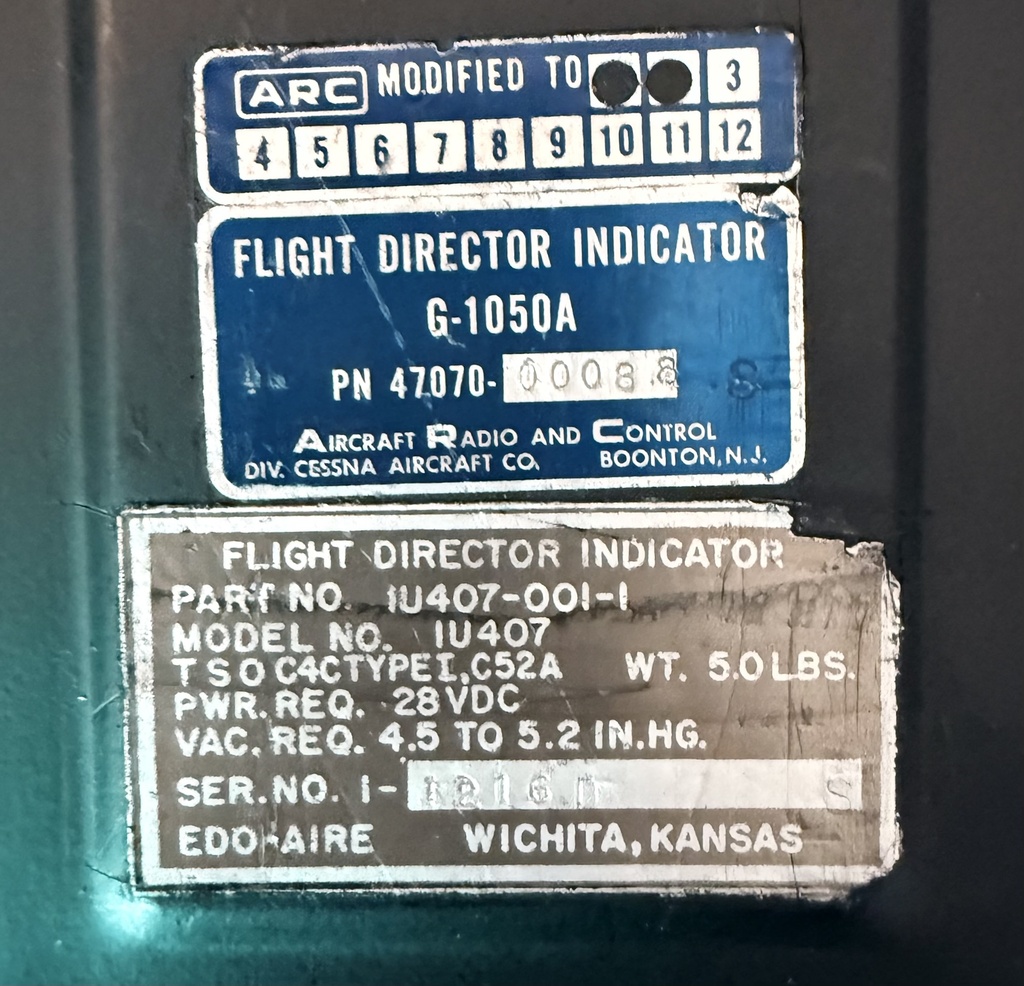 ARC MODIFIED TO 3
4 5 6 7 8 9 10 11 12
FLIGHT DIRECTOR INDICATOR
G-1050A
PN 47070-
AIRCRAFT RADIO AND CONTROL
DIV. CESSNA AIRCRAFT CO. BOONTON, N.J.
FLIGHT DIRECTOR INDICATOR
PART NO. 1U407-001-1
MODEL NO. 1U407
TSO C4C TYPE I, C52A WT. 5.0 LBS.
PWR. REQ. 28 VDC
VAC. REQ. 4.5 TO 5.2 IN. HG.
SER. NO. 1- S
EDO-AIRE WICHITA, KANSAS